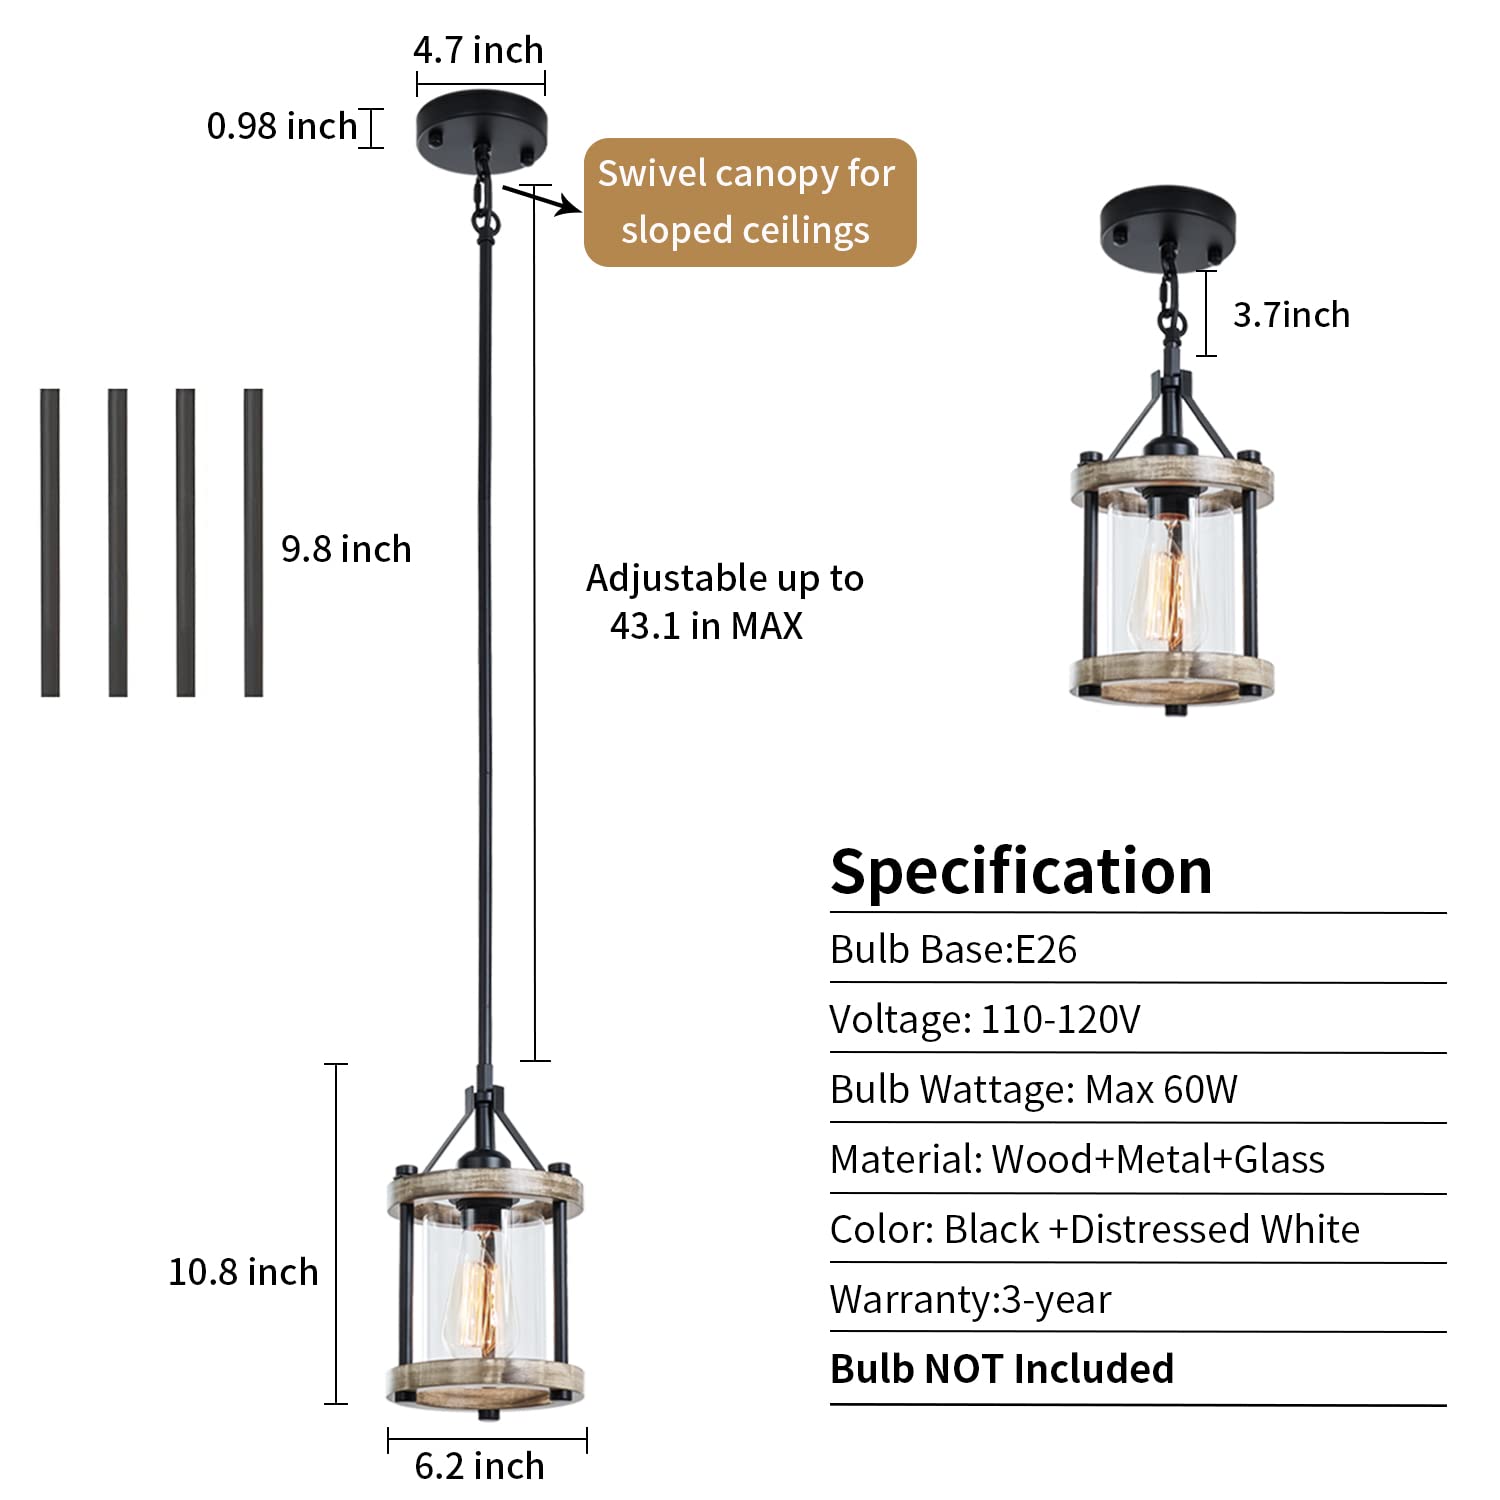 4.7 inch
0.98 inch
Swivel canopy for
sloped ceilings
3.7inch
9.8 inch
Adjustable up to
43.1 in MAX
10.8 inch
6.2 inch
Specification
Bulb Base:E26
Voltage: 110-120V
Bulb Wattage: Max 60W
Material: Wood+Metal+Glass
Color: Black +Distressed White
Warranty:3-year
Bulb NOT Included